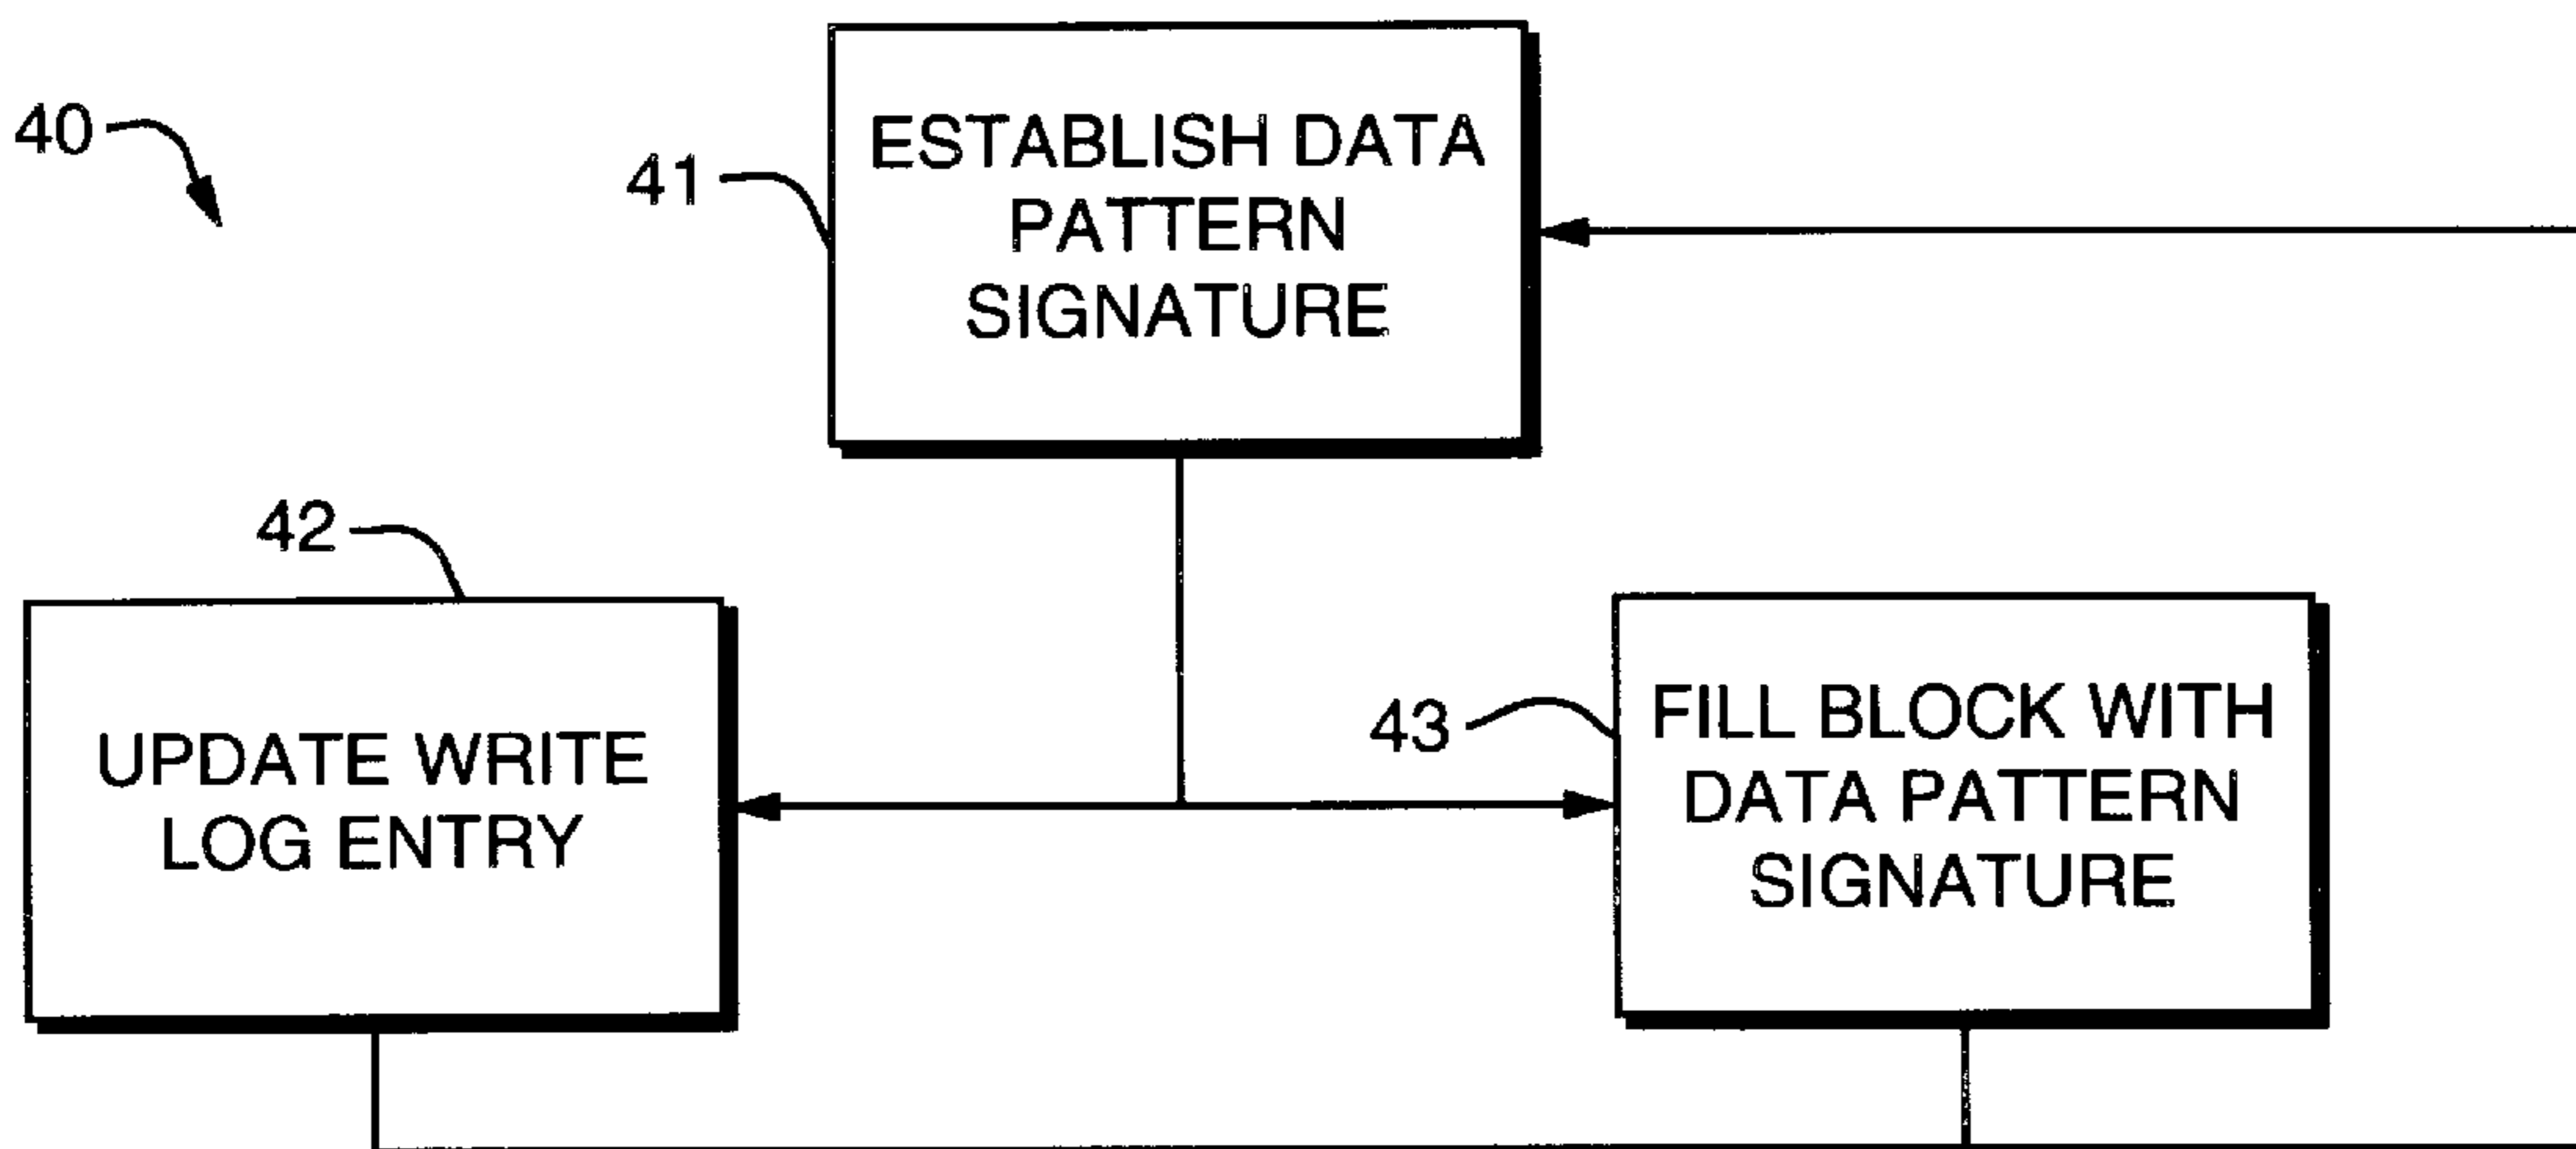 40
41
ESTABLISH DATA
PATTERN
SIGNATURE
42
UPDATE WRITE
LOG ENTRY
43
FILL BLOCK WITH
DATA PATTERN
SIGNATURE